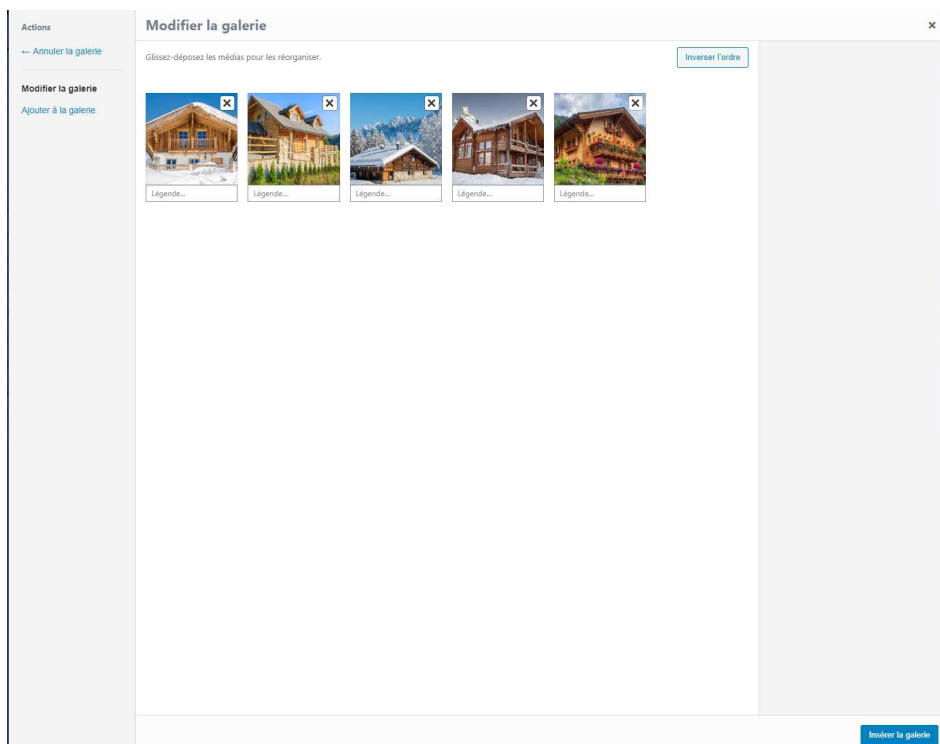 Actions
← Annuler la galerie
Modifier la galerie
Ajouter à la galerie
Modifier la galerie
Glissez-déposez les médias pour les réorganiser.
Inverser l'ordre
Légende...
Légende...
Légende...
Légende...
Légende...
Insérer la galerie